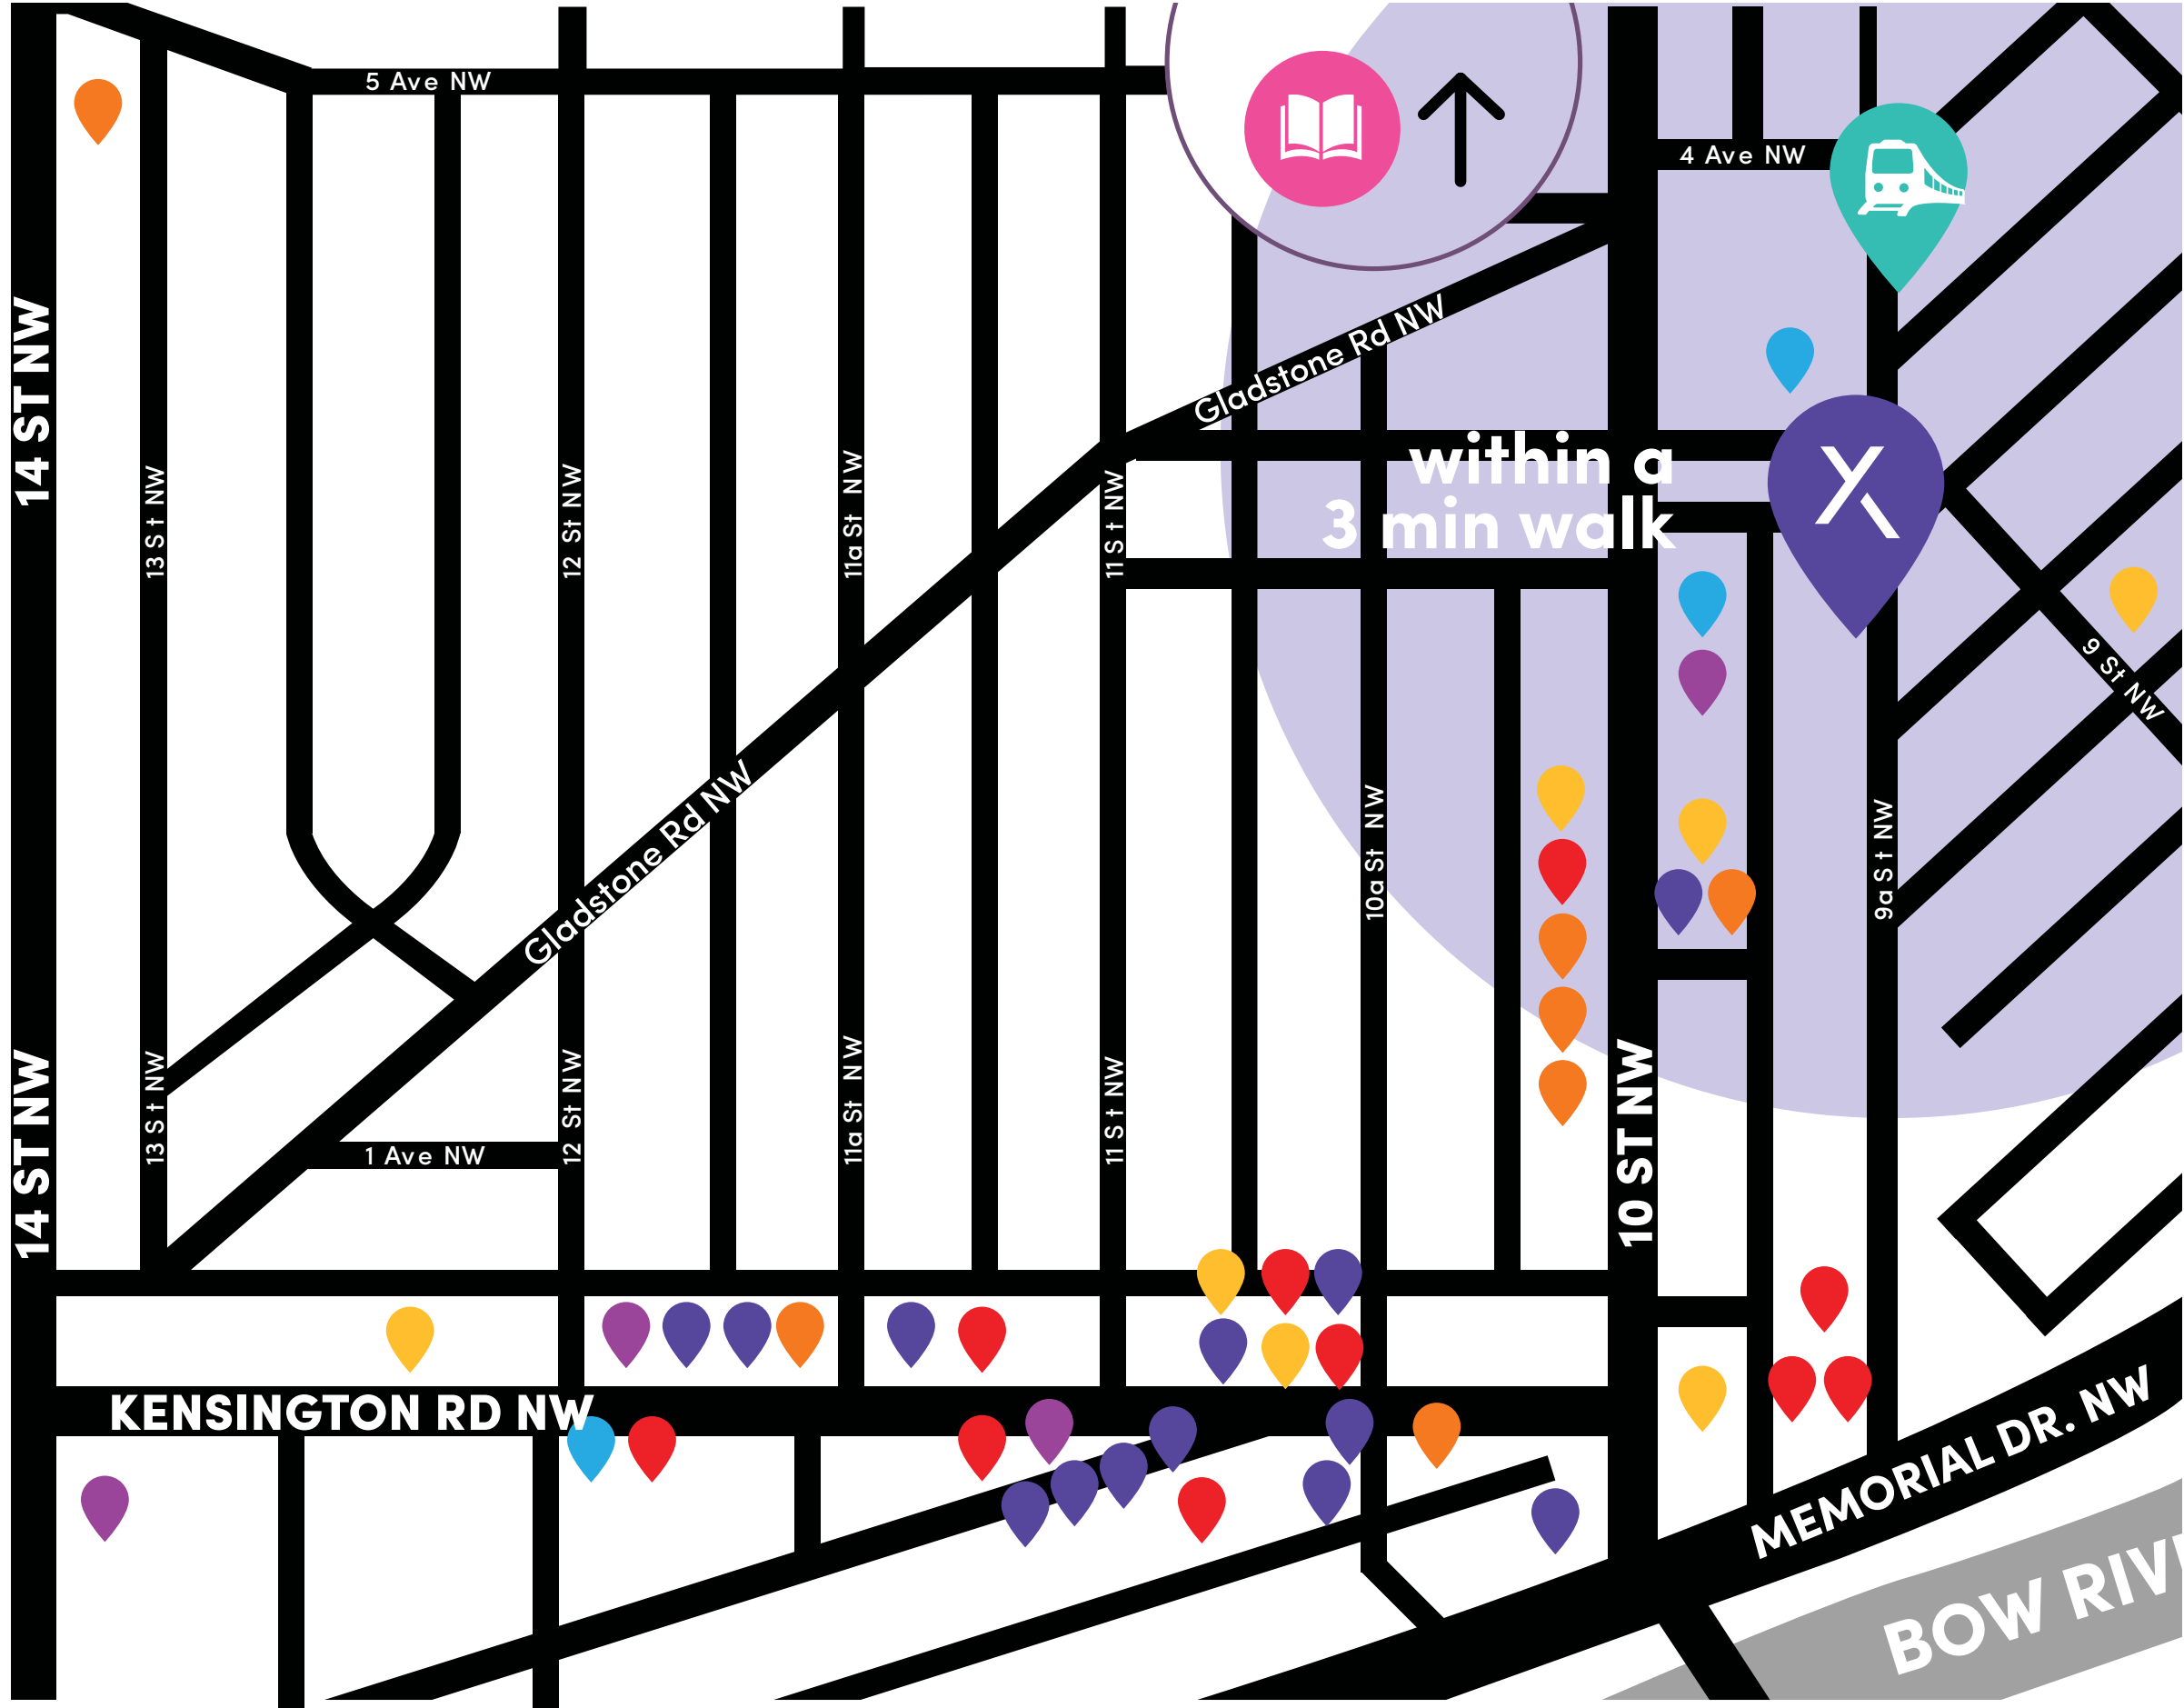 5 Ave NW
4 Ave NW
14 ST NW
Gladstone Rd NW
within a
3 min walk
13 St NW
12 St NW
11a St NW
11 St NW
9 St NW
Gladstone Rd NW
10a St NW
9a St NW
14 ST NW
13 St NW
1 Ave NW
12 St NW
11a St NW
11 St NW
10 ST NW
KENSINGTON RD NW
MEMORIAL DR. NW
BOW RIV